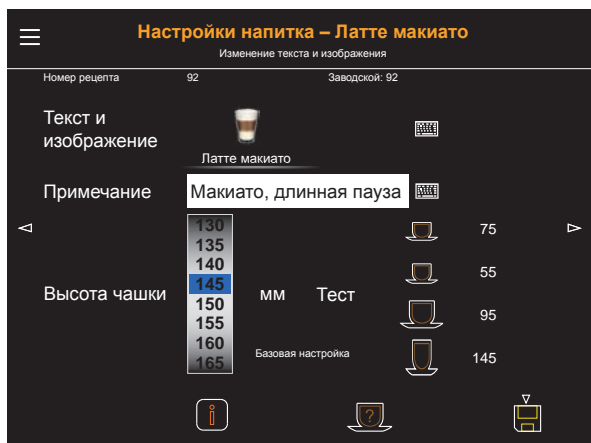 Настройки напитка – Латте макиато
Изменение текста и изображения
Номер рецепта 92 Заводской: 92
Текст и
изображение
Латте макиато
Примечание Макиато, длинная пауза
130
135
140
145
150
155
160
165
Высота чашки
мм
Тест
Базовая настройка
75
55
95
145
i
?